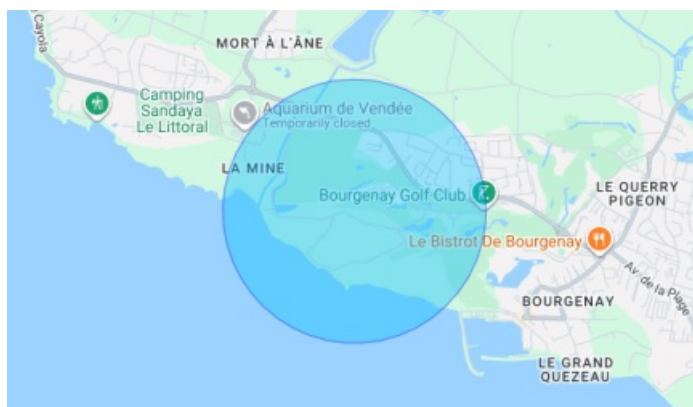 Cayola
MORT À L'ÂNE
Camping
Sandaya
Le Littoral
Aquarium de Vendée
Temporarily closed
LA MINE
Bourgenay Golf Club
LE QUERRY
PIGEON
Le Bistrot De Bourgenay
Av. de la Plage
BOURGENAY
LE GRAND
QUEZEAU